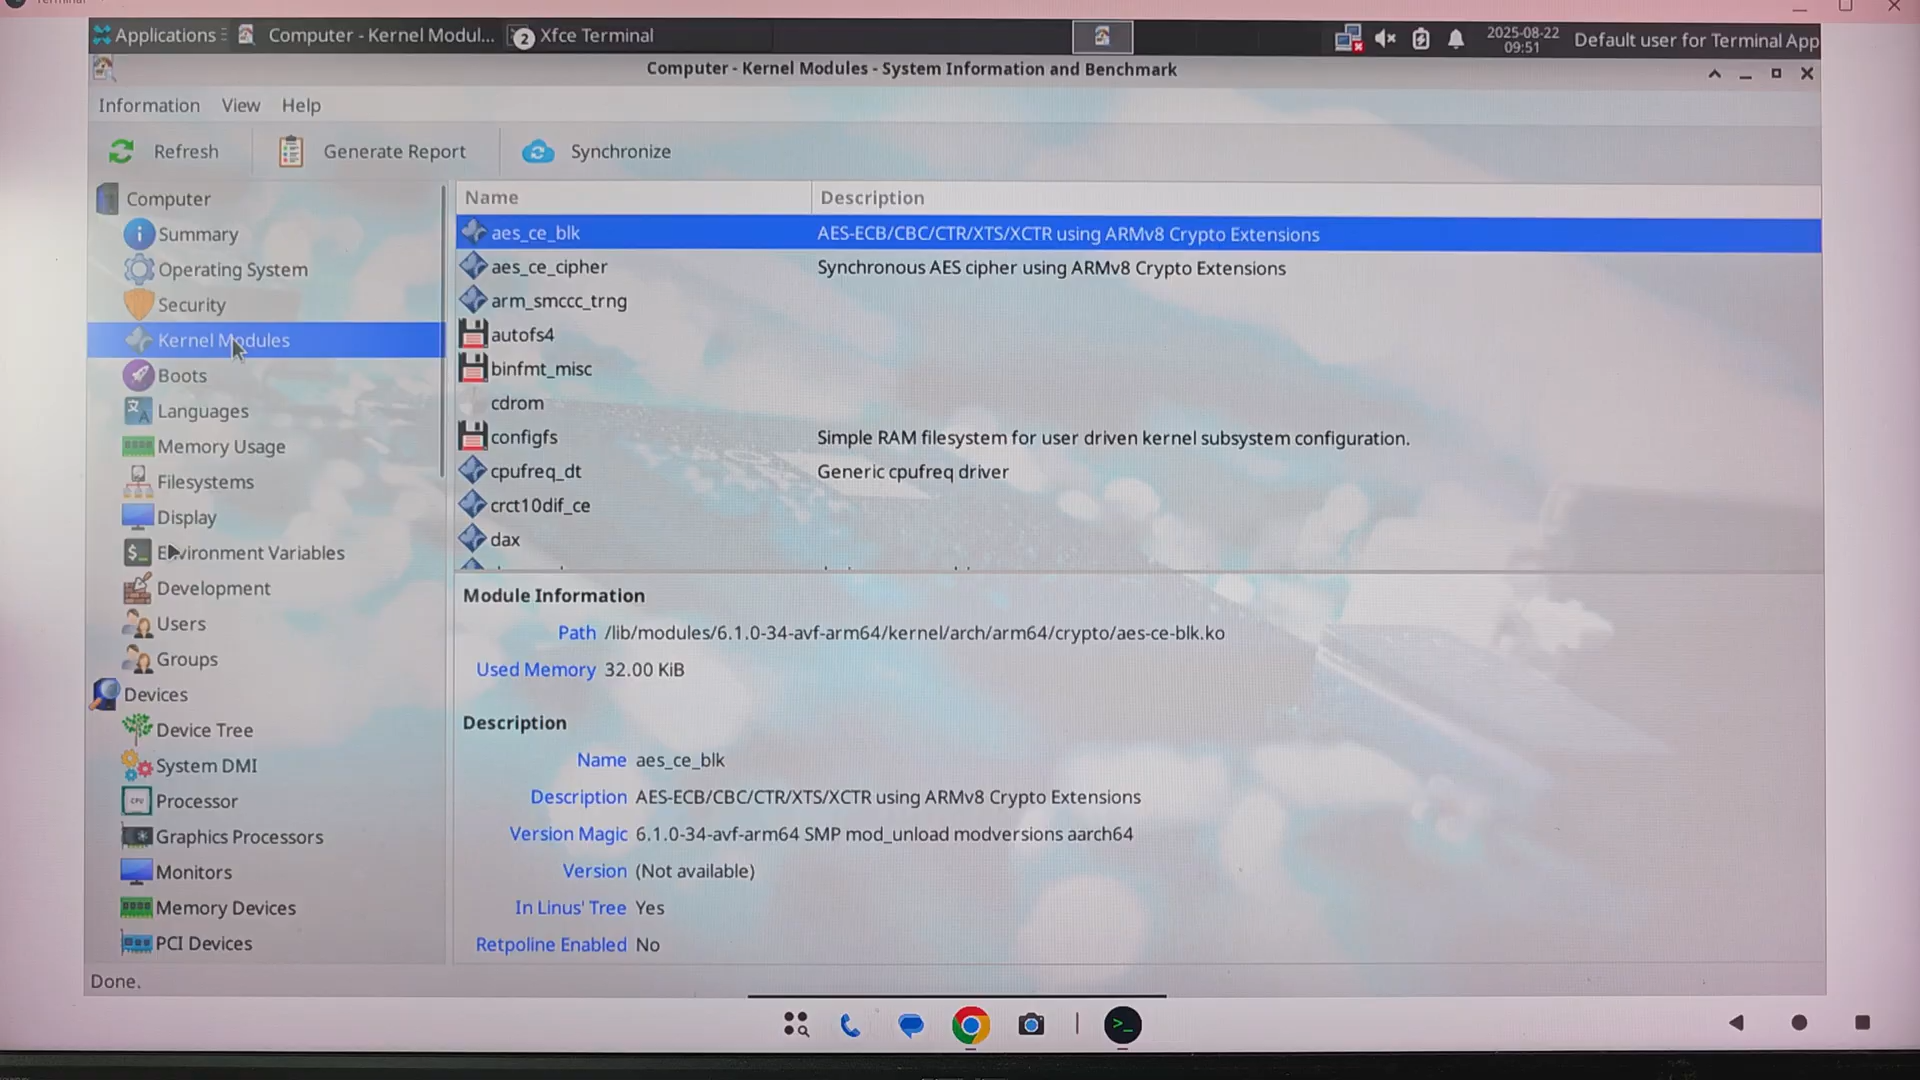 Terminal
Applications
Computer - Kernel Modul...
2
Xfce Terminal
2025-08-22
09:51
Default user for Terminal App
Computer - Kernel Modules - System Information and Benchmark
Information View Help
Refresh
Generate Report
Synchronize
Computer
Summary
Operating System
Security
Kernel Modules
Boots
Languages
Memory Usage
Filesystems
Display
Environment Variables
Development
Users
Groups
Devices
Device Tree
System DMI
Processor
Graphics Processors
Monitors
Memory Devices
PCI Devices
Name Description
aes_ce_blk AES-ECB/CBC/CTR/XTS/XCTR using ARMv8 Crypto Extensions
aes_ce_cipher Synchronous AES cipher using ARMv8 Crypto Extensions
arm_smccc_trng
autofs4
binfmt_misc
cdrom
configfs Simple RAM filesystem for user driven kernel subsystem configuration.
cpufreq_dt Generic cpufreq driver
crct10dif_ce
dax
Module Information
Path /lib/modules/6.1.0-34-avf-arm64/kernel/arch/arm64/crypto/aes-ce-blk.ko
Used Memory 32.00 KiB
Description
Name aes_ce_blk
Description AES-ECB/CBC/CTR/XTS/XCTR using ARMv8 Crypto Extensions
Version Magic 6.1.0-34-avf-arm64 SMP mod_unload modversions aarch64
Version (Not available)
In Linus' Tree Yes
Retpoline Enabled No
Done.